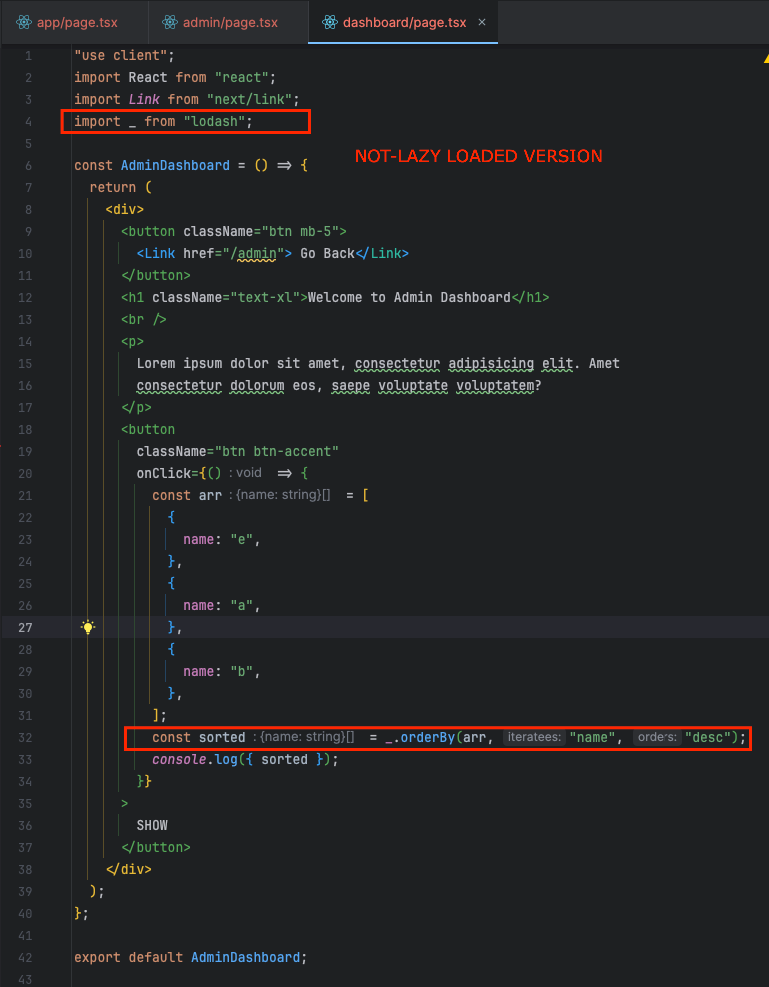 app/page.tsx admin/page.tsx dashboard/page.tsx ×
1 "use client";
2 import React from "react";
3 import Link from "next/link";
4 import _ from "lodash";
5
NOT-LAZY LOADED VERSION
6 const AdminDashboard = () => {
7 return (
8 <div>
9 <button className="btn mb-5">
10 <Link href="/admin"> Go Back</Link>
11 </button>
12 <h1 className="text-xl">Welcome to Admin Dashboard</h1>
13 <br />
14 <p>
15 Lorem ipsum dolor sit amet, consectetur adipisicing elit. Amet
16 consectetur dolorum eos, saepe voluptate voluptatem?
17 </p>
18 <button
19 className="btn btn-accent"
20 onClick={() : void => {
21 const arr : {name: string}[] = [
22 {
23 name: "e",
24 },
25 {
26 name: "a",
27 },
28 {
29 name: "b",
30 },
31 ];
32 const sorted : {name: string}[] = _.orderBy(arr, iteratees: "name", orders: "desc");
33 console.log({ sorted });
34 }}
35 >
36 SHOW
37 </button>
38 </div>
39 );
40 };
41
42 export default AdminDashboard;
43